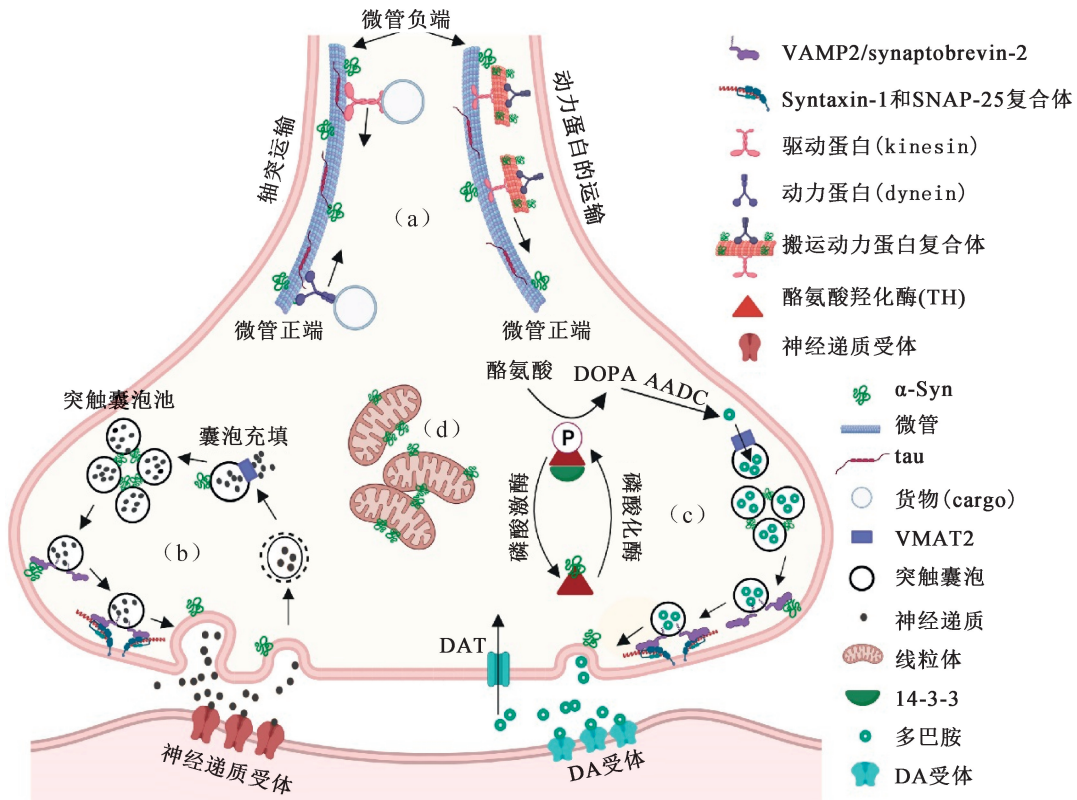 微管负端
轴突运输
动力蛋白的运输
(a)
微管正端
微管正端
突触囊泡池
囊泡充填
(b)
(d)
酪氨酸
DOPA
AADC
P
磷酸激酶
磷酸化酶
(c)
DAT
神经递质受体
DA受体
VAMP2/synaptobrevin-2
Syntaxin-1和SNAP-25复合体
驱动蛋白(kinesin)
动力蛋白(dynein)
搬运动力蛋白复合体
酪氨酸羟化酶(TH)
神经递质受体
α-Syn
微管
tau
货物(cargo)
VMAT2
突触囊泡
神经递质
线粒体
14-3-3
多巴胺
DA受体